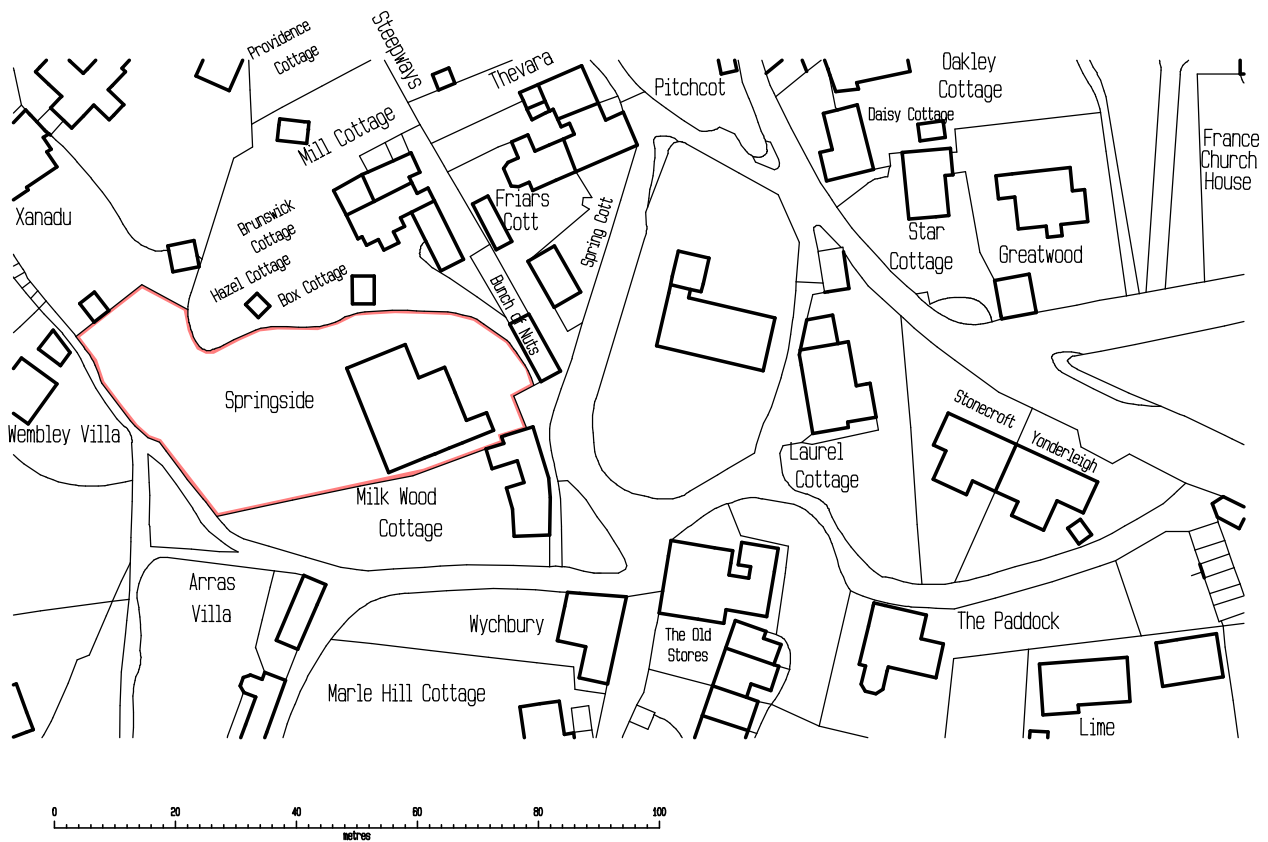 Providence
Cottage
Steepways
Thevara
Pitchcot
Oakley
Cottage
Daisy Cottage
Mill Cottage
France
Church
House
Xanadu
Brunswick
Cottage
Friars
Cott
Spring Cott
Star
Cottage
Greatwood
Hazel Cottage
Box Cottage
Bunch of Nuts
Springside
Wembley Villa
Stonecroft
Yonderleigh
Laurel
Cottage
Milk Wood
Cottage
Arras
Villa
Wychbury
The Old
Stores
The Paddock
Marle Hill Cottage
Lime
0 20 40 60 80 100
metres